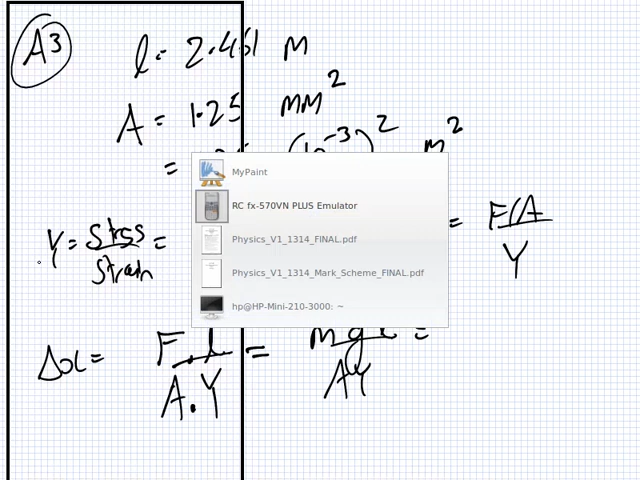 A3
l = 2.461 m
A = 1.25 mm²
= (10⁻³)² m²
MyPaint
RC fx-570VN PLUS Emulator
Physics_V1_1314_FINAL.pdf
Physics_V1_1314_Mark_Scheme_FINAL.pdf
hp@HP-Mini-210-3000: ~
Y = Stress/Strain = = F/A/Y
Δx = F.l/A.Y = mgl/AY =